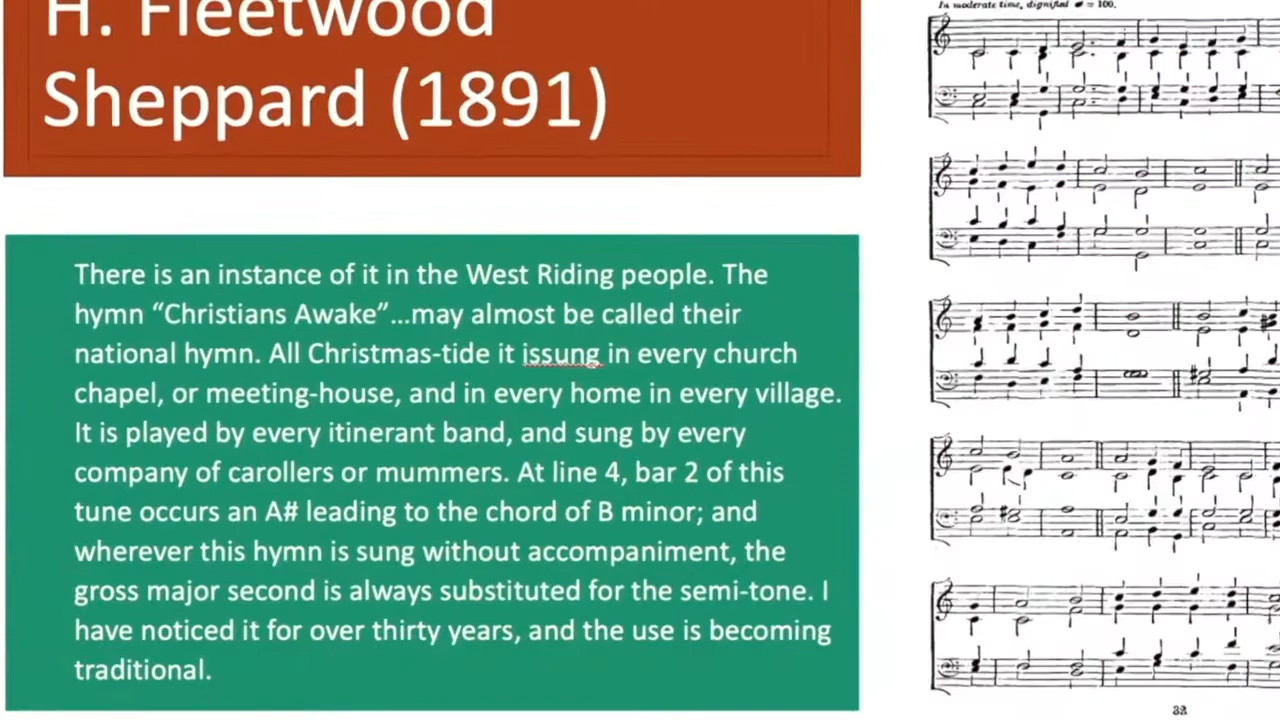 H. Fleetwood
Sheppard (1891)
In moderate time, dignified = 100.
There is an instance of it in the West Riding people. The
hymn “Christians Awake”...may almost be called their
national hymn. All Christmas-tide it issung in every church
chapel, or meeting-house, and in every home in every village.
It is played by every itinerant band, and sung by every
company of carollers or mummers. At line 4, bar 2 of this
tune occurs an A# leading to the chord of B minor; and
wherever this hymn is sung without accompaniment, the
gross major second is always substituted for the semi-tone. I
have noticed it for over thirty years, and the use is becoming
traditional.